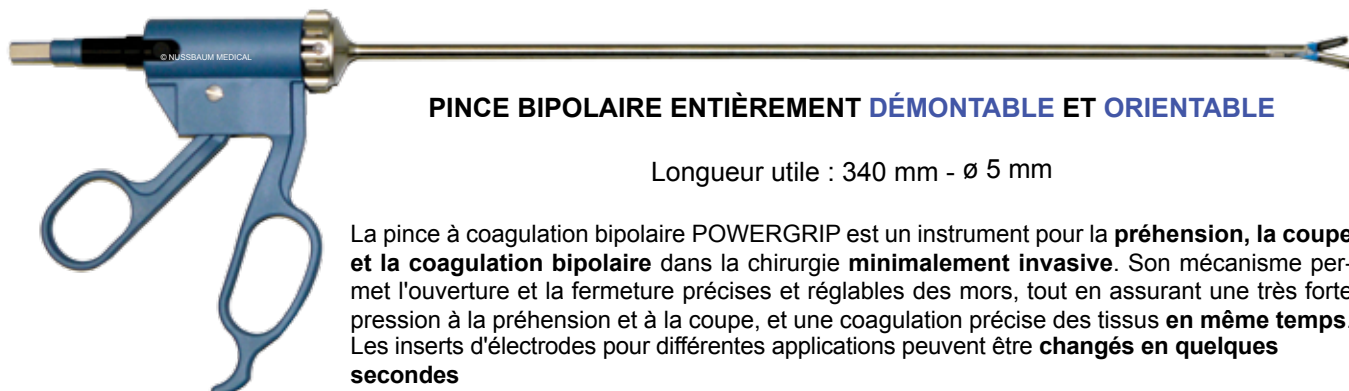 © NUSSBAUM MEDICAL
PINCE BIPOLAIRE ENTIÈREMENT DÉMONTABLE ET ORIENTABLE
Longueur utile : 340 mm - ø 5 mm
La pince à coagulation bipolaire POWERGRIP est un instrument pour la préhension, la coupe
et la coagulation bipolaire dans la chirurgie minimalement invasive. Son mécanisme per-
met l'ouverture et la fermeture précises et réglables des mors, tout en assurant une très forte
pression à la préhension et à la coupe, et une coagulation précise des tissus en même temps.
Les inserts d'électrodes pour différentes applications peuvent être changés en quelques
secondes